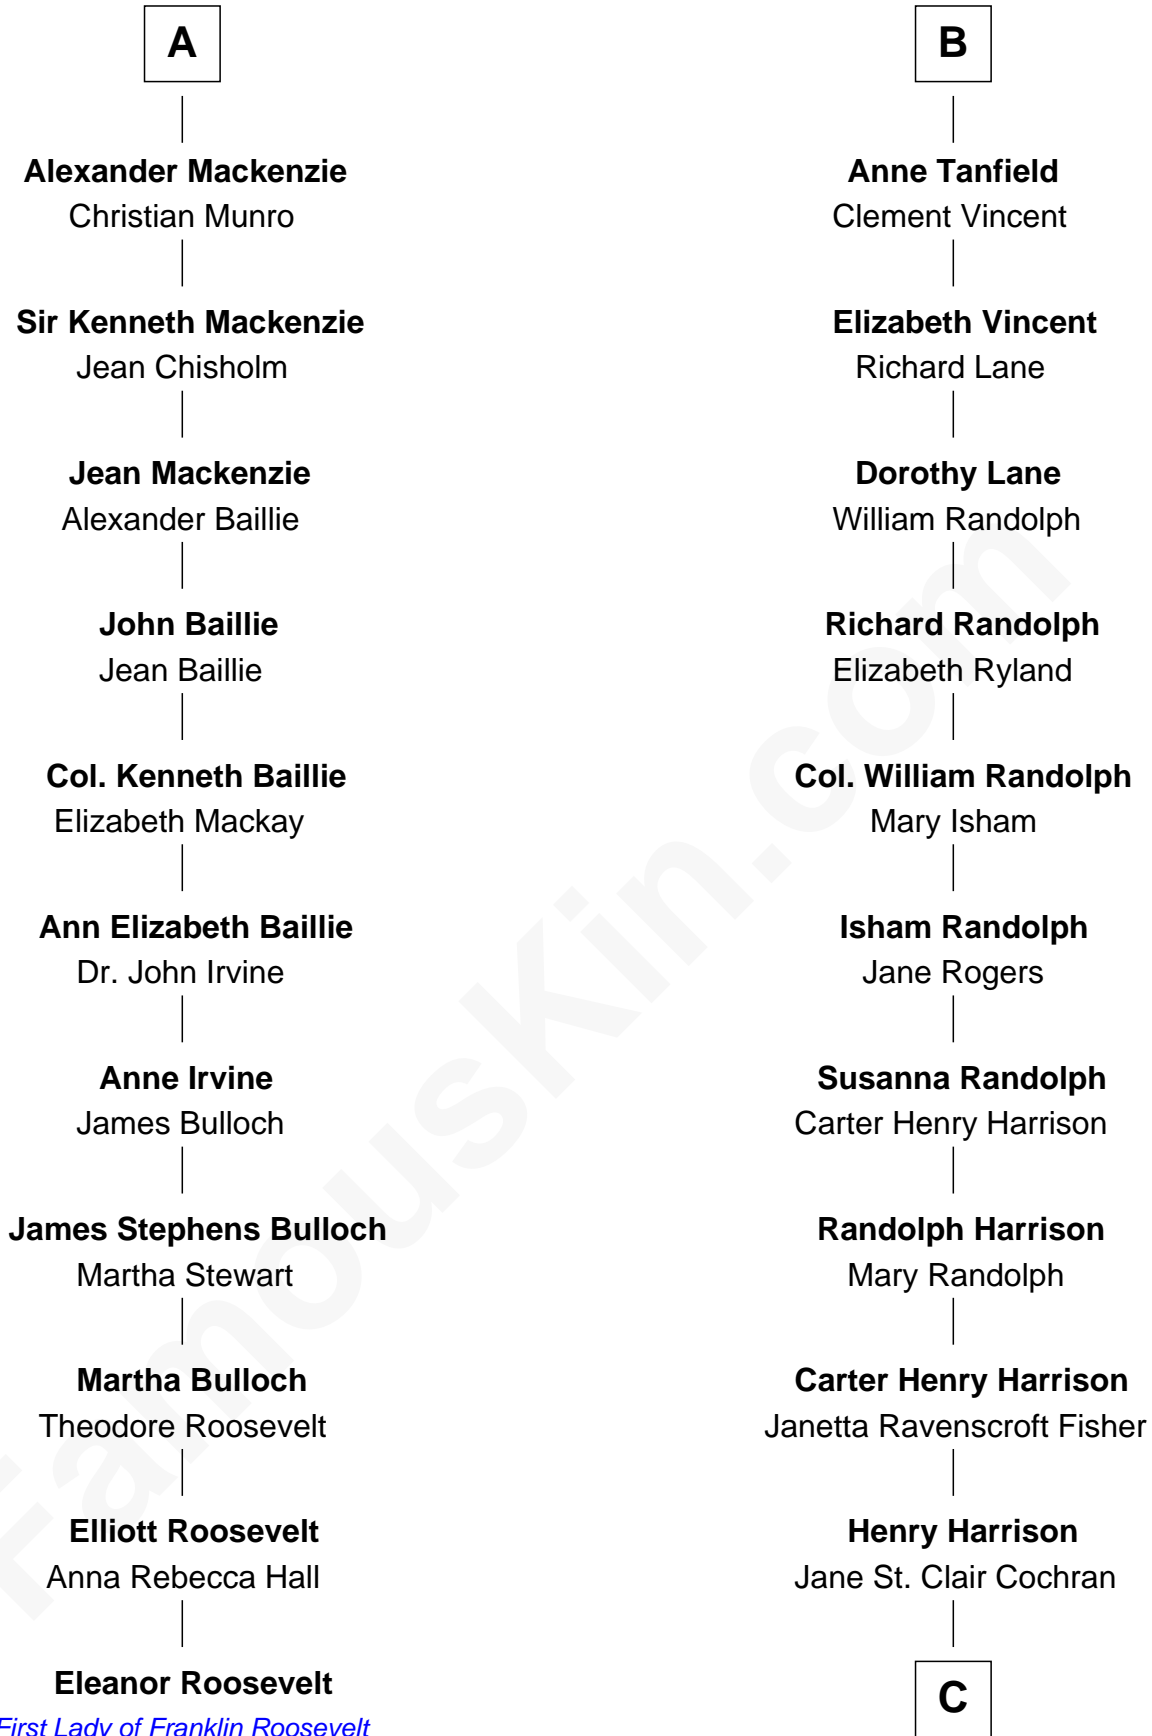 A
Alexander Mackenzie
Christian Munro
Sir Kenneth Mackenzie
Jean Chisholm
Jean Mackenzie
Alexander Baillie
John Baillie
Jean Baillie
Col. Kenneth Baillie
Elizabeth Mackay
Ann Elizabeth Baillie
Dr. John Irvine
Anne Irvine
James Bulloch
James Stephens Bulloch
Martha Stewart
Martha Bulloch
Theodore Roosevelt
Elliott Roosevelt
Anna Rebecca Hall
Eleanor Roosevelt
First Lady of Franklin Roosevelt
B
Anne Tanfield
Clement Vincent
Elizabeth Vincent
Richard Lane
Dorothy Lane
William Randolph
Richard Randolph
Elizabeth Ryland
Col. William Randolph
Mary Isham
Isham Randolph
Jane Rogers
Susanna Randolph
Carter Henry Harrison
Randolph Harrison
Mary Randolph
Carter Henry Harrison
Janetta Ravenscroft Fisher
Henry Harrison
Jane St. Clair Cochran
C
FamousKin.com